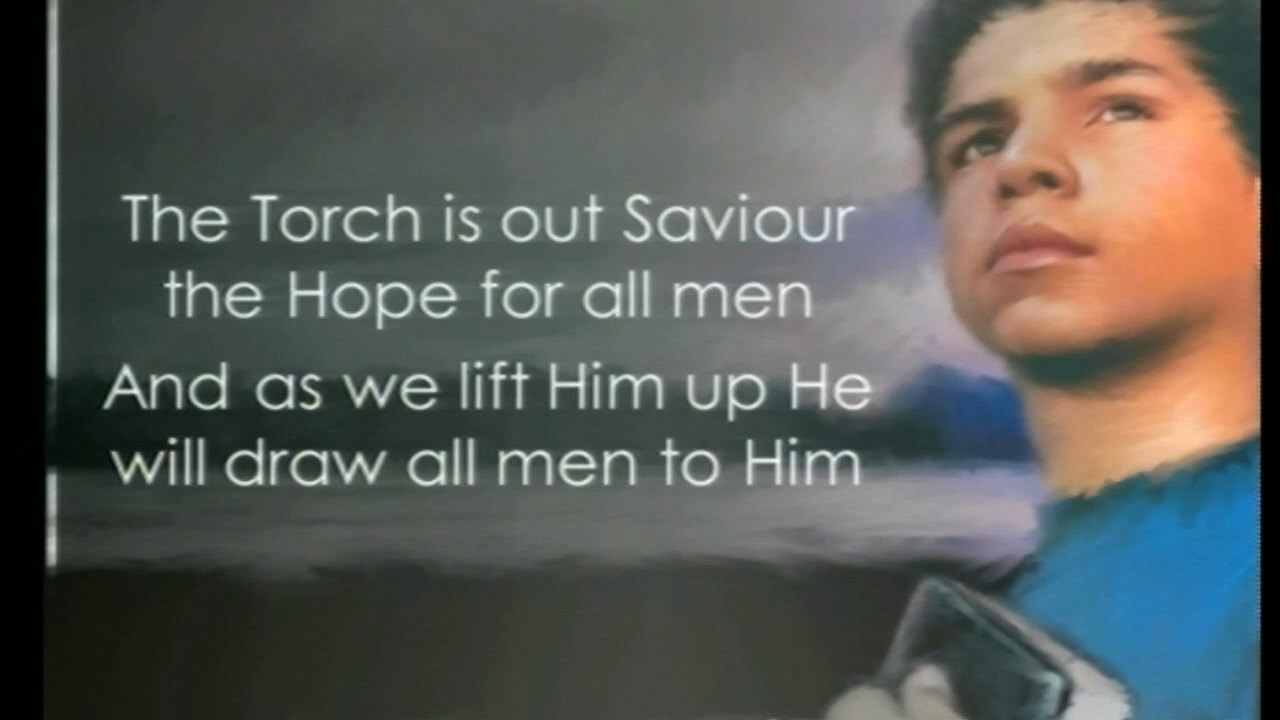 The Torch is out Saviour
the Hope for all men
And as we lift Him up He
will draw all men to Him